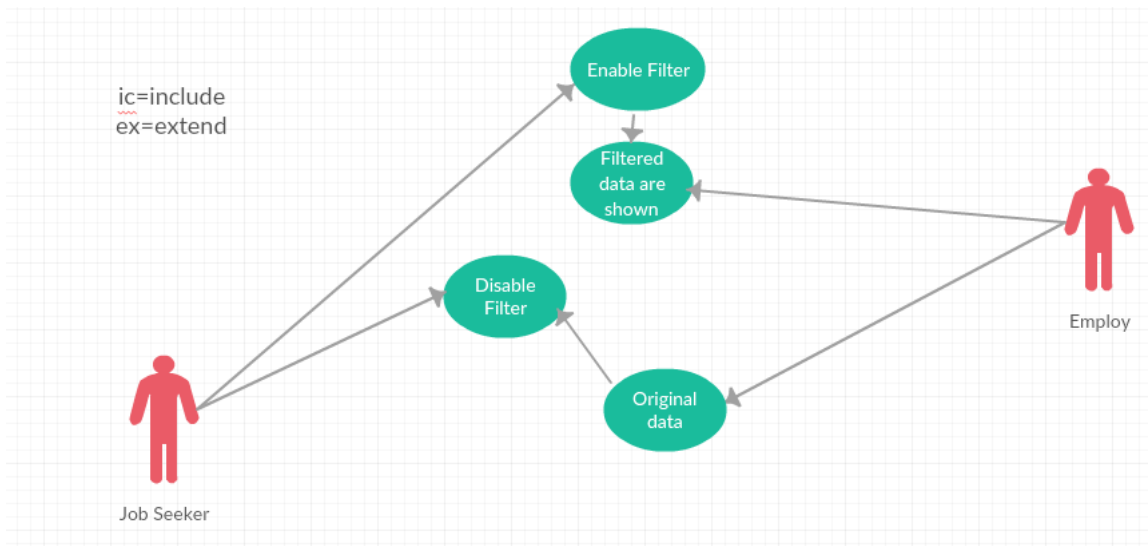 ic=include
ex=extend
Enable Filter
Filtered
data are
shown
Disable
Filter
Employ
Original
data
Job Seeker